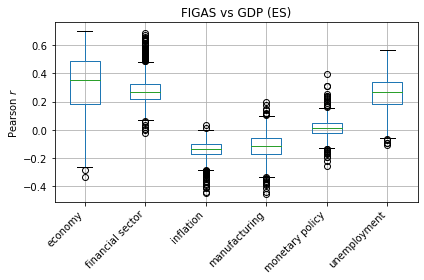 FIGAS vs GDP (ES)
Pearson r
0.6
0.4
0.2
0.0
−0.2
−0.4
economy
financial sector
inflation
manufacturing
monetary policy
unemployment